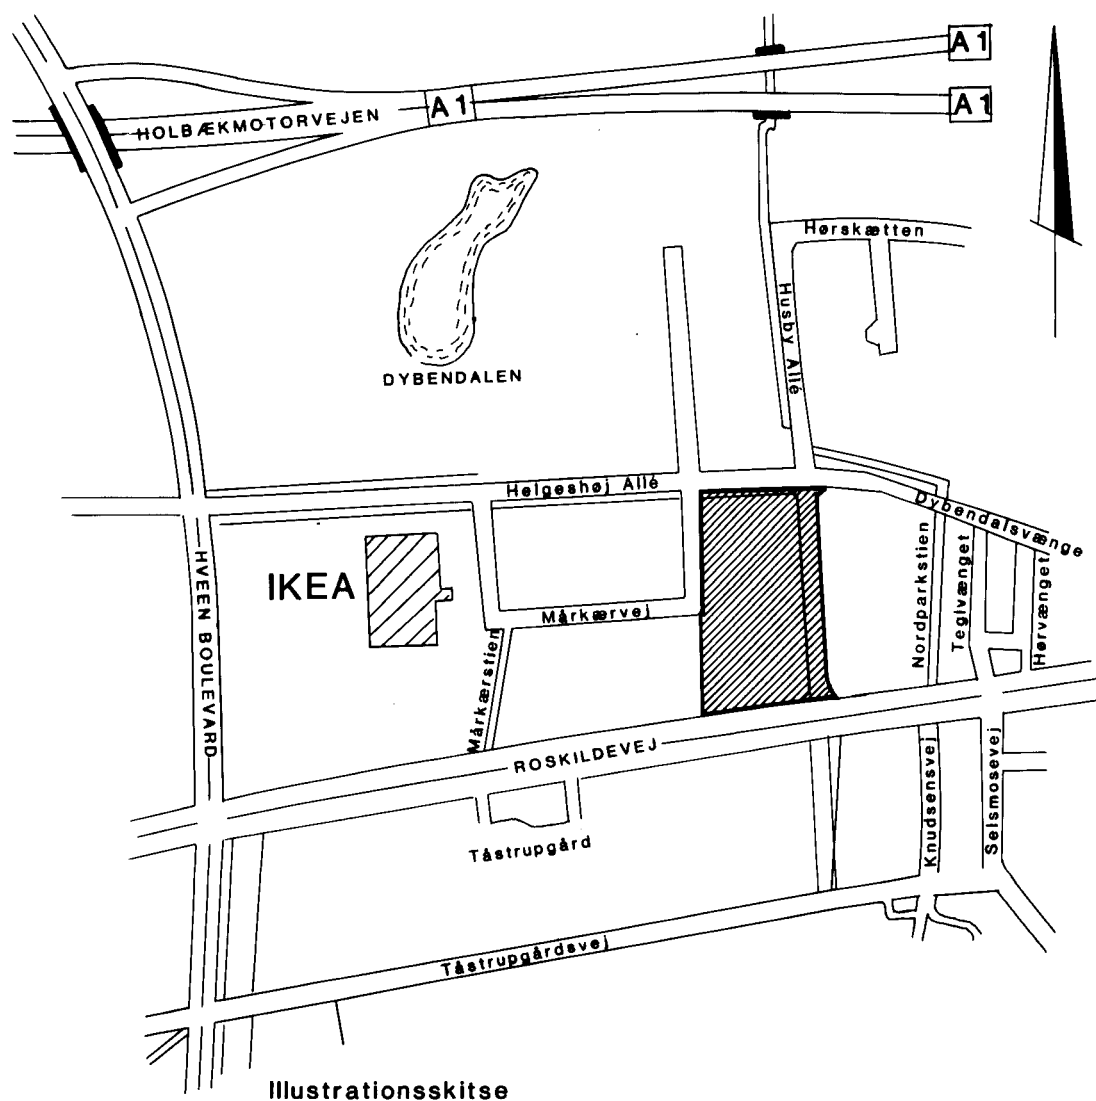 A1
A1
A1
HOLBÆKMOTORVEJEN
Hørskætten
Husby Allé
DYBENDALEN
Helgeshøj Allé
Dybendalsvænge
IKEA
HVEEN BOULEVARD
Mårkærvej
Mårkærstien
Nordparkstien
Teglvænget
Hørvænget
ROSKILDEVEJ
Tåstrupgård
Knudsensvej
Selsmosevej
Tåstrupgårdsvej
Illustrationsskitse